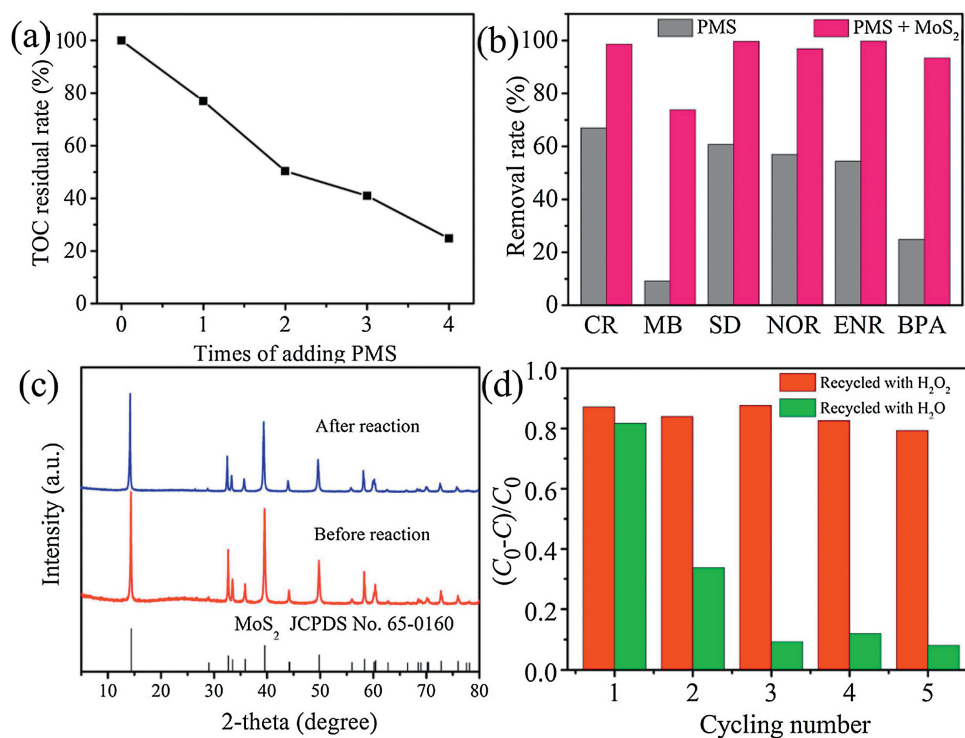 (a)
100
80
60
40
20
0
TOC residual rate (%)
0 1 2 3 4
Times of adding PMS
(b)
PMS PMS + MoS₂
100
80
60
40
20
0
Removal rate (%)
CR MB SD NOR ENR BPA
(c)
After reaction
Before reaction
MoS₂ JCPDS No. 65-0160
Intensity (a.u.)
10 20 30 40 50 60 70 80
2-theta (degree)
(d)
Recycled with H₂O₂
Recycled with H₂O
1.0
0.8
0.6
0.4
0.2
0.0
(C₀-C)/C₀
1 2 3 4 5
Cycling number